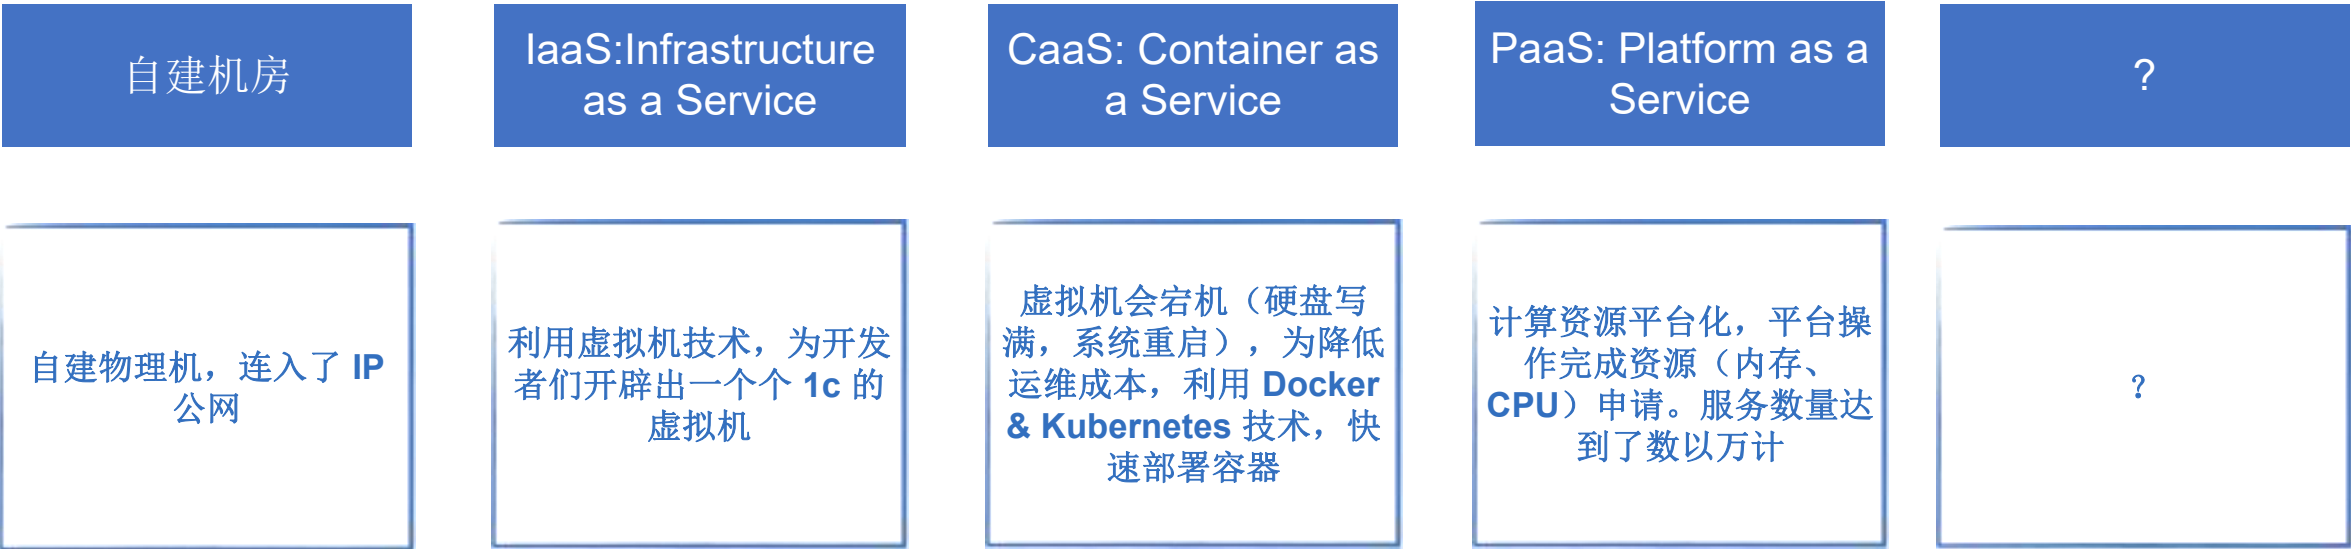 自建机房
IaaS:Infrastructure
as a Service
CaaS: Container as
a Service
PaaS: Platform as a
Service
?
自建物理机，连入了 IP
公网
利用虚拟机技术，为开发
者们开辟出一个个 1c 的
虚拟机
虚拟机会宕机（硬盘写
满，系统重启），为降低
运维成本，利用 Docker
& Kubernetes 技术，快
速部署容器
计算资源平台化，平台操
作完成资源（内存、
CPU）申请。服务数量达
到了数以万计
?